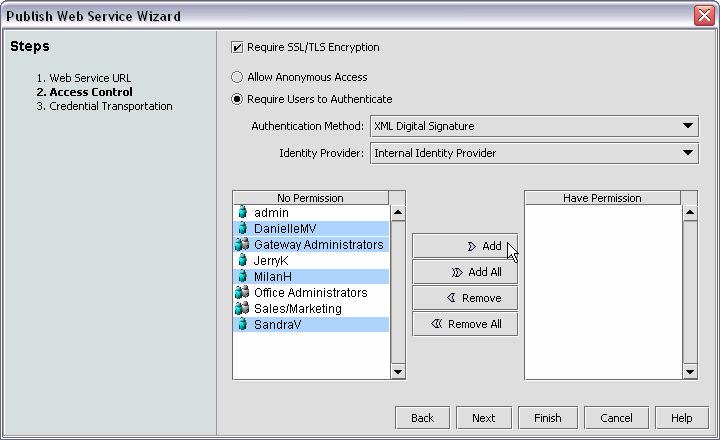 Publish Web Service Wizard
Steps
1. Web Service URL
2. Access Control
3. Credential Transportation
Require SSL/TLS Encryption
Allow Anonymous Access
Require Users to Authenticate
Authentication Method: XML Digital Signature
Identity Provider: Internal Identity Provider
No Permission
admin
DanielleMV
Gateway Administrators
JerryK
MilanH
Office Administrators
Sales/Marketing
SandraV
Add
Add All
Remove
Remove All
Have Permission
Back Next Finish Cancel Help